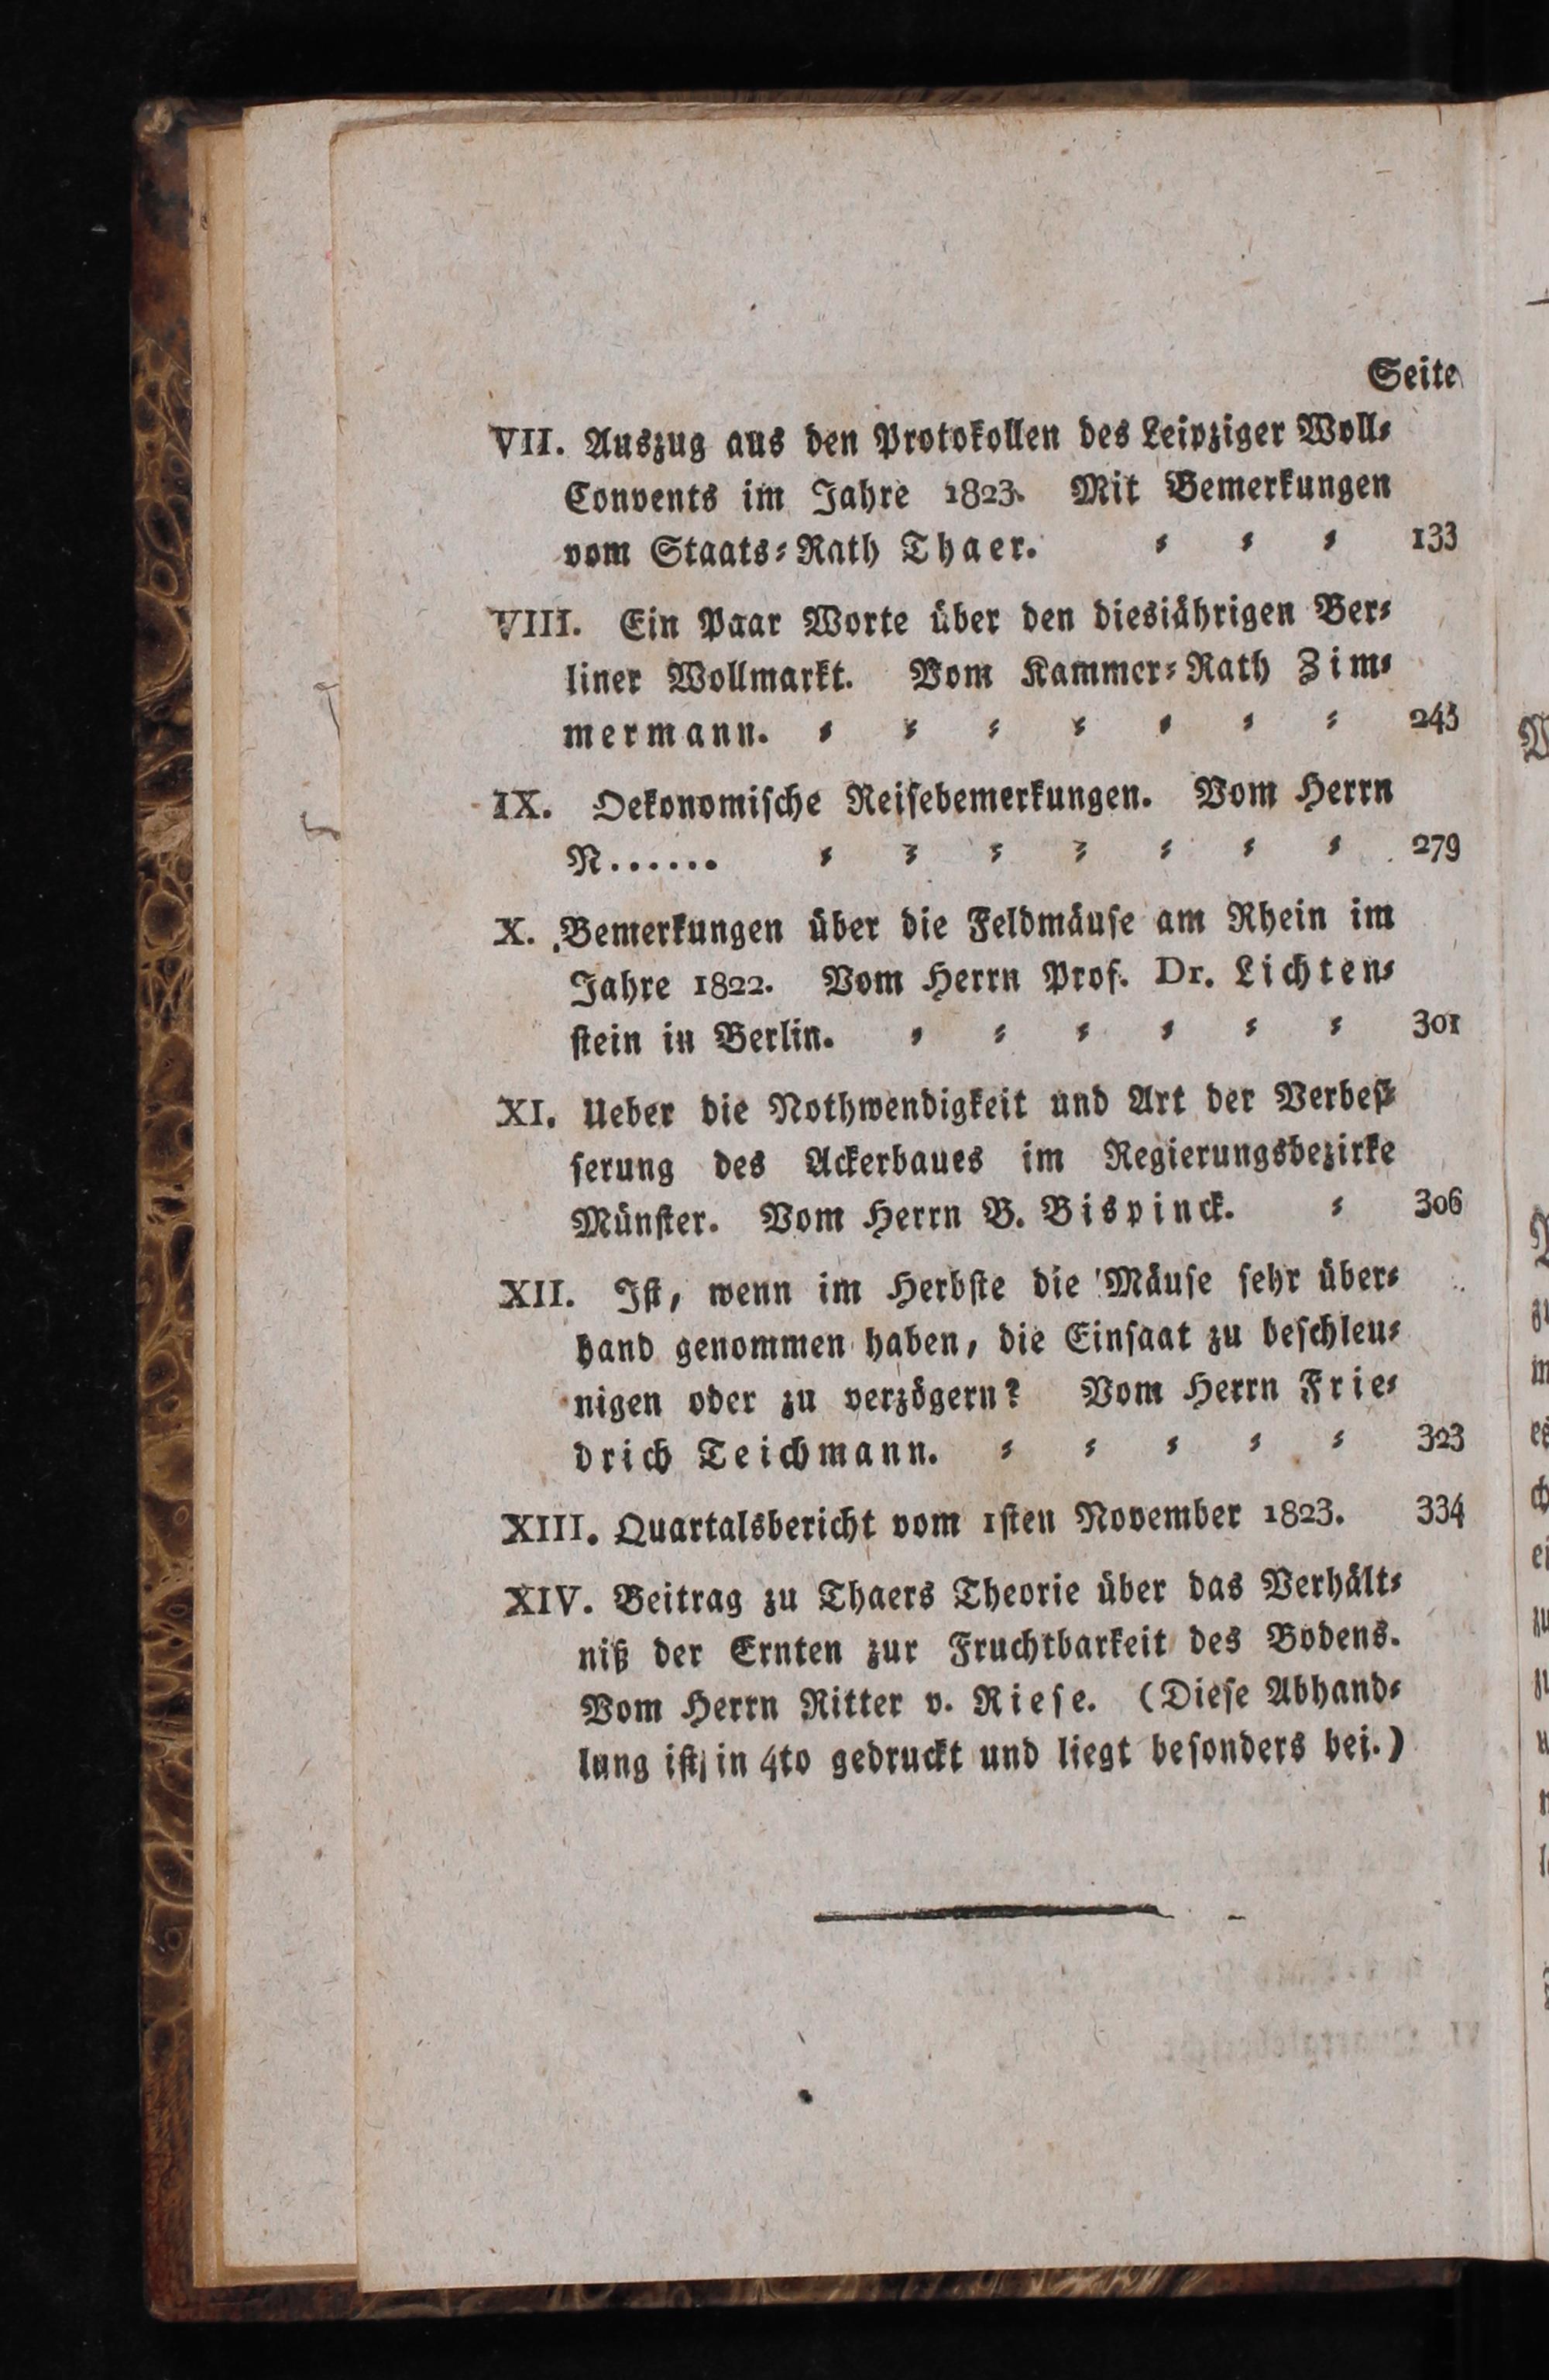 Seite
VII. Auszug aus den Protokollen des Leipziger Woll⸗
Convents im Jahre 1823. Mit Bemerkungen
vom Staats⸗Rath Thaer. ⸗ ⸗ ⸗ 133
VIII. Ein Paar Worte über den diesiährigen Ber⸗
liner Wollmarkt. Vom Kammer⸗Rath Zim⸗
mermann. ⸗ ⸗ ⸗ ⸗ ⸗ ⸗ ⸗ 243
IX. Oekonomische Reisebemerkungen. Vom Herrn
N...... ⸗ ⸗ ⸗ ⸗ ⸗ ⸗ ⸗ 279
X. Bemerkungen über die Feldmäuse am Rhein im
Jahre 1822. Vom Herrn Prof. Dr. Lichten⸗
stein in Berlin. ⸗ ⸗ ⸗ ⸗ ⸗ ⸗ 301
XI. Ueber die Nothwendigkeit und Art der Verbes⸗
serung des Ackerbaues im Regierungsbezirke
Münster. Vom Herrn B. Bispinck. ⸗ 306
XII. Ist, wenn im Herbste die Mäuse sehr über⸗
hand genommen haben, die Einsaat zu beschleu⸗
nigen oder zu verzögern? Vom Herrn Frie⸗
drich Teichmann. ⸗ ⸗ ⸗ ⸗ ⸗ 323
XIII. Quartalsbericht vom 1sten November 1823. 334
XIV. Beitrag zu Thaers Theorie über das Verhält⸗
niß der Ernten zur Fruchtbarkeit des Bodens.
Vom Herrn Ritter v. Riese. (Diese Abhand⸗
lung ist in 4to gedruckt und liegt besonders bei.)